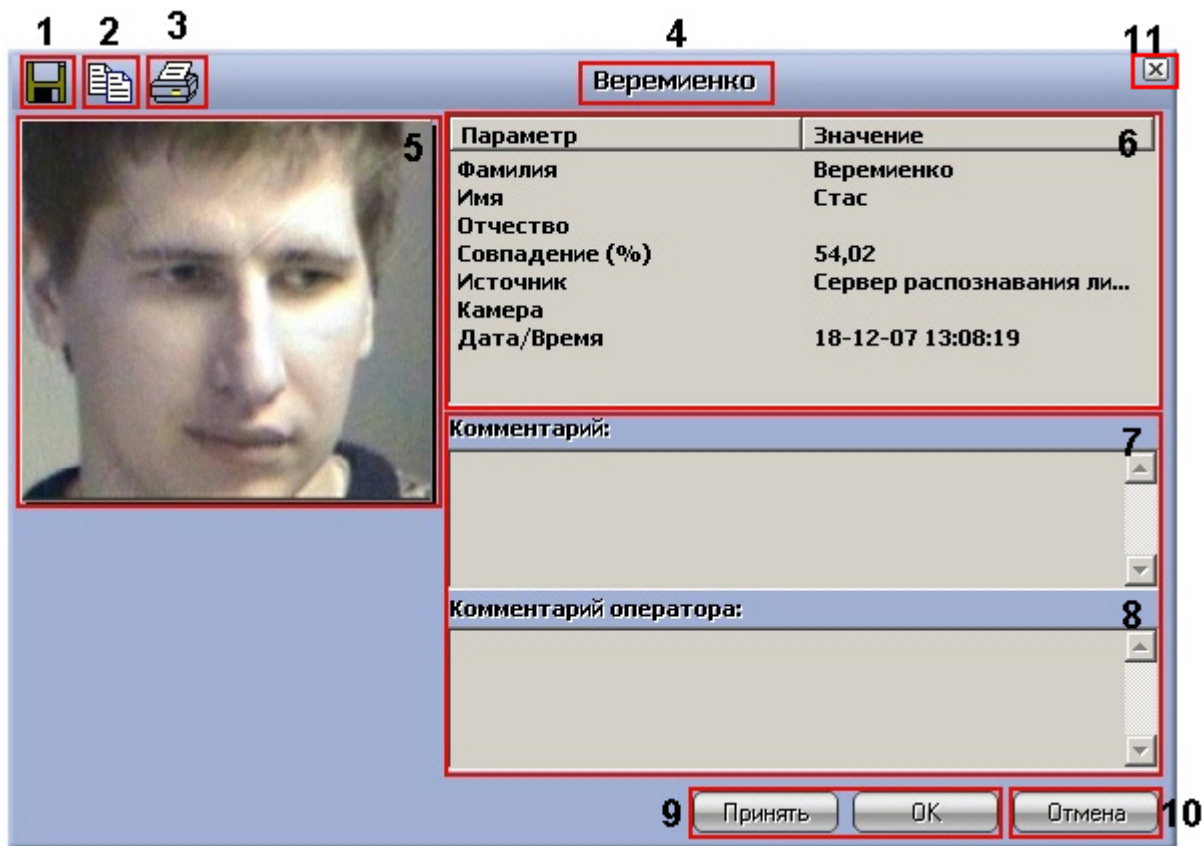 1 2 3 4 11
Веремиенко
5
Параметр Значение 6
Фамилия Веремиенко
Имя Стас
Отчество
Совпадение (%) 54,02
Источник Сервер распознавания ли...
Камера
Дата/Время 18-12-07 13:08:19
Комментарий: 7
Комментарий оператора: 8
9 Принять OK Отмена 10